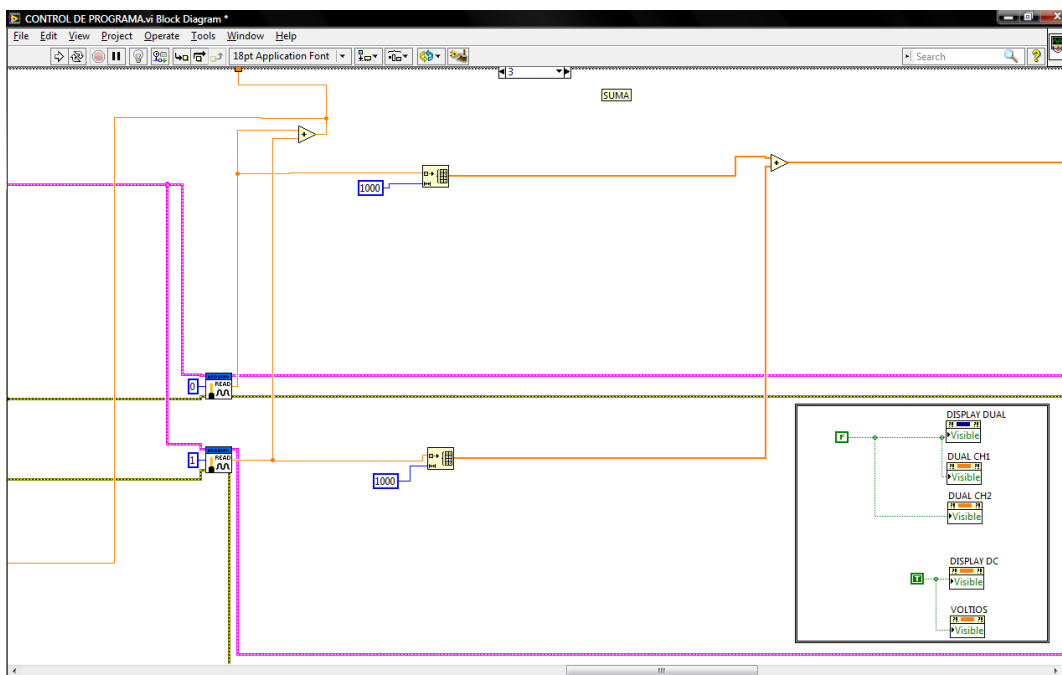 CONTROL DE PROGRAMA.vi Block Diagram *
File Edit View Project Operate Tools Window Help
18pt Application Font
Search
3
SUMA
1000
0
READ
1
READ
1000
DISPLAY DUAL
Visible
F
DUAL CH1
Visible
DUAL CH2
Visible
DISPLAY DC
T
Visible
VOLTIOS
Visible